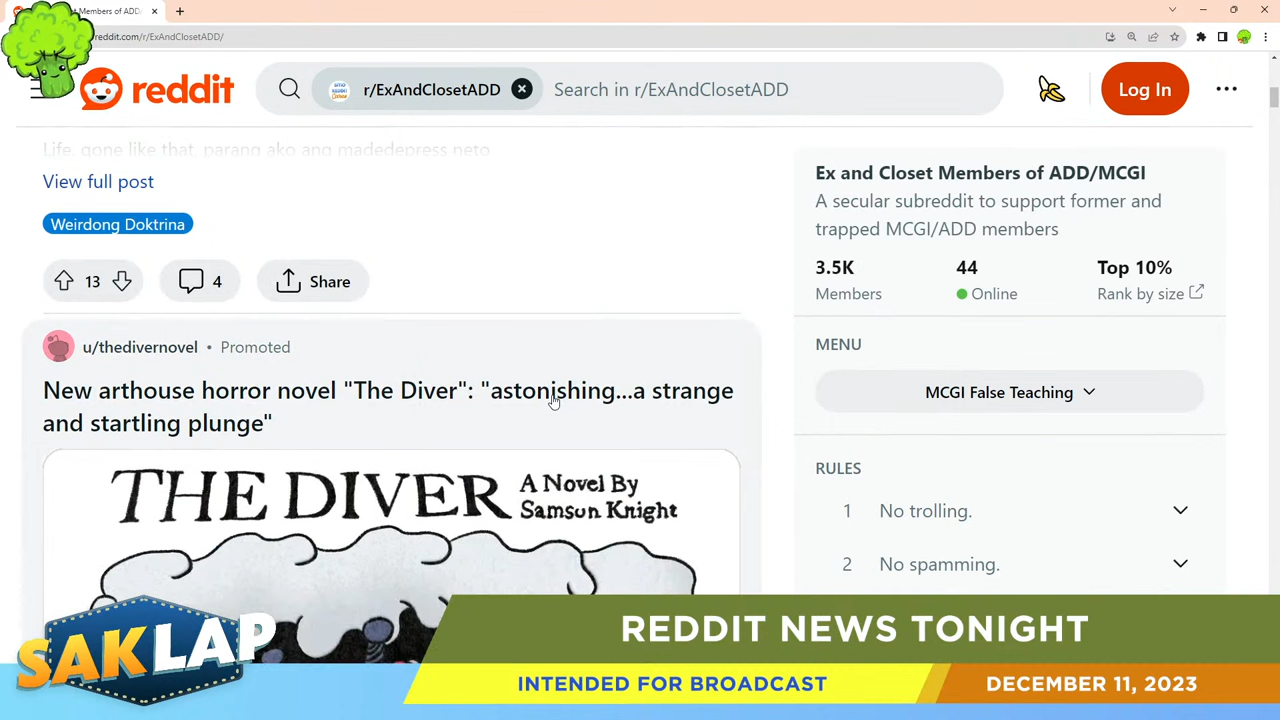 Members of ADD/
reddit.com/r/ExAndClosetADD/
reddit
r/ExAndClosetADD
Search in r/ExAndClosetADD
Log In
Life, gone like that, parang ako ang madedepress neto
View full post
Weirdong Doktrina
13
4
Share
u/thedivernovel • Promoted
New arthouse horror novel "The Diver": "astonishing...a strange
and startling plunge"
THE DIVER
A Novel By
Samsun Knight
Ex and Closet Members of ADD/MCGI
A secular subreddit to support former and
trapped MCGI/ADD members
3.5K 44 Top 10%
Members Online Rank by size
MENU
MCGI False Teaching
RULES
1 No trolling.
2 No spamming.
SAKLAP
REDDIT NEWS TONIGHT
INTENDED FOR BROADCAST
DECEMBER 11, 2023